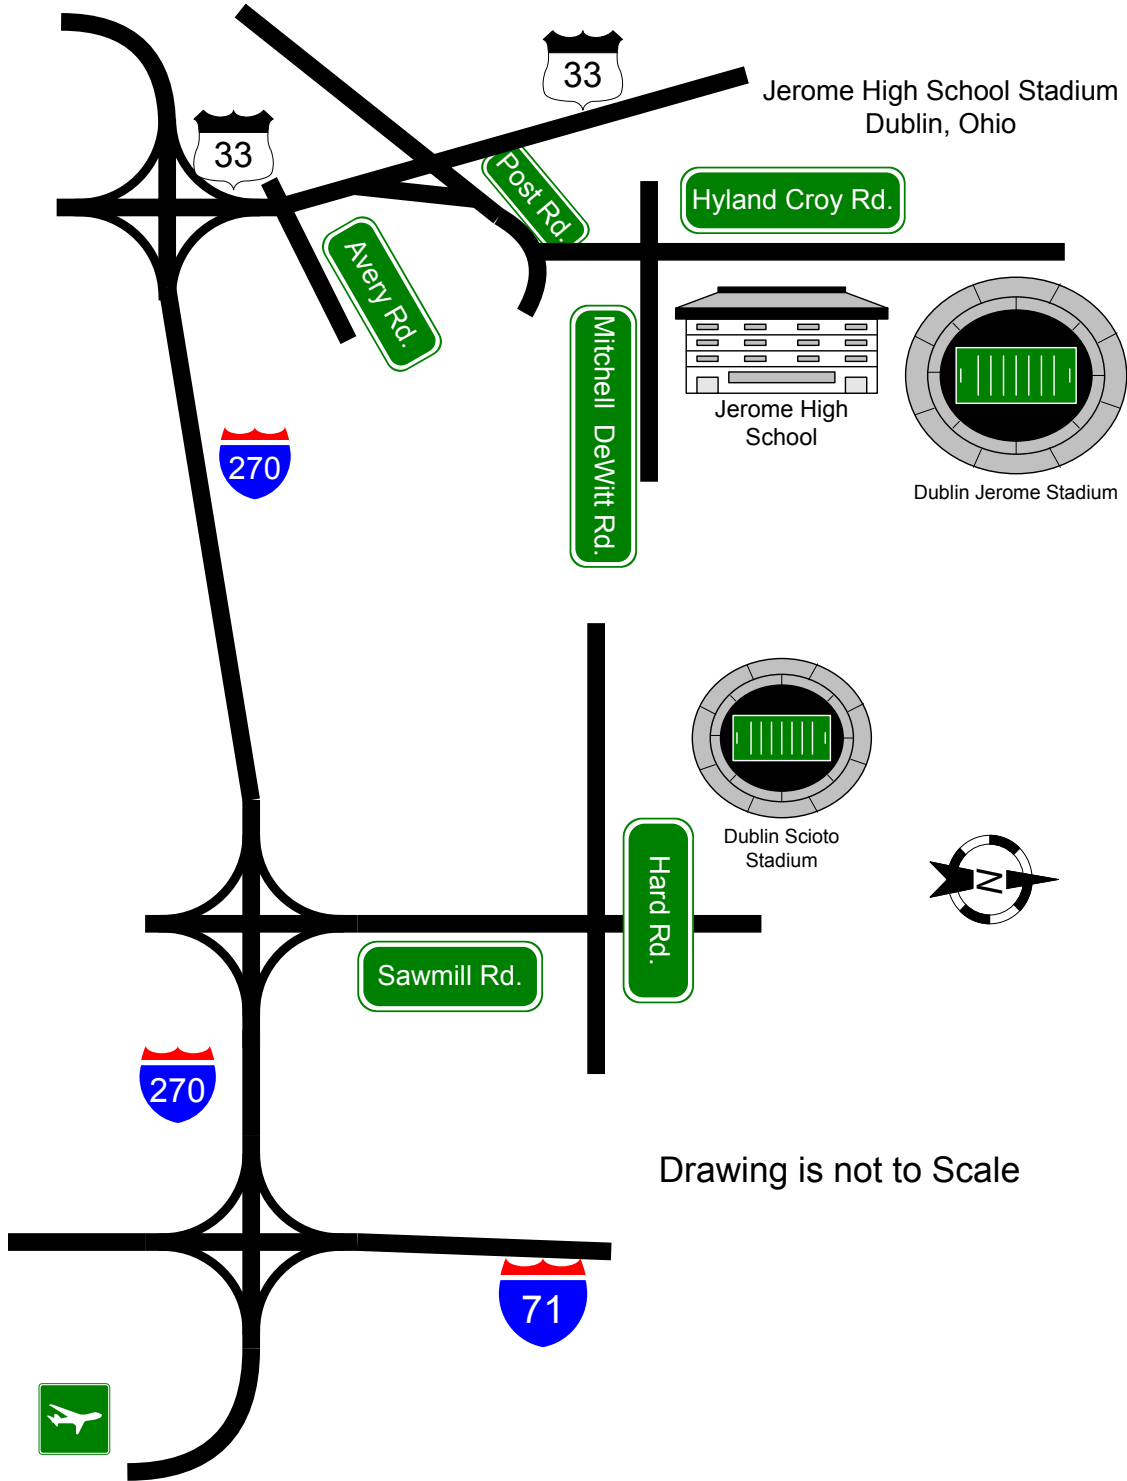 33
Jerome High School Stadium
Dublin, Ohio
33
Post Rd.
Hyland Croy Rd.
Avery Rd.
Mitchell DeWitt Rd.
Jerome High
School
270
Dublin Jerome Stadium
Dublin Scioto
Stadium
Hard Rd.
N
Sawmill Rd.
270
Drawing is not to Scale
71